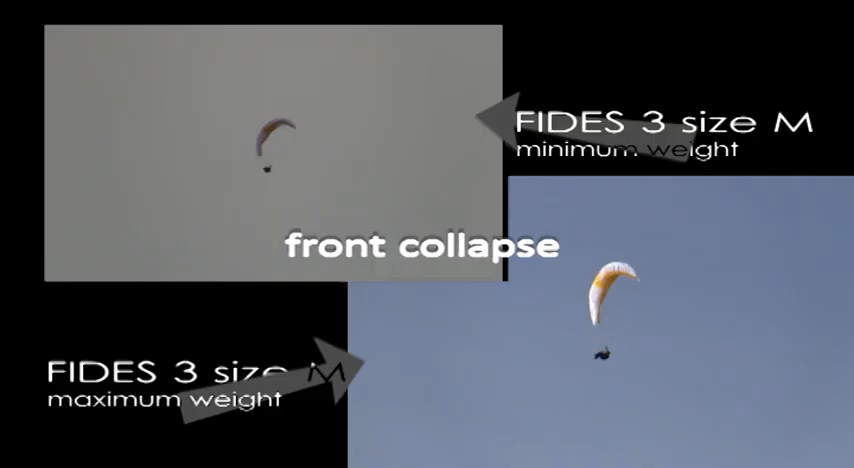 FIDES 3 size M
minimum weight
front collapse
FIDES 3 size M
maximum weight